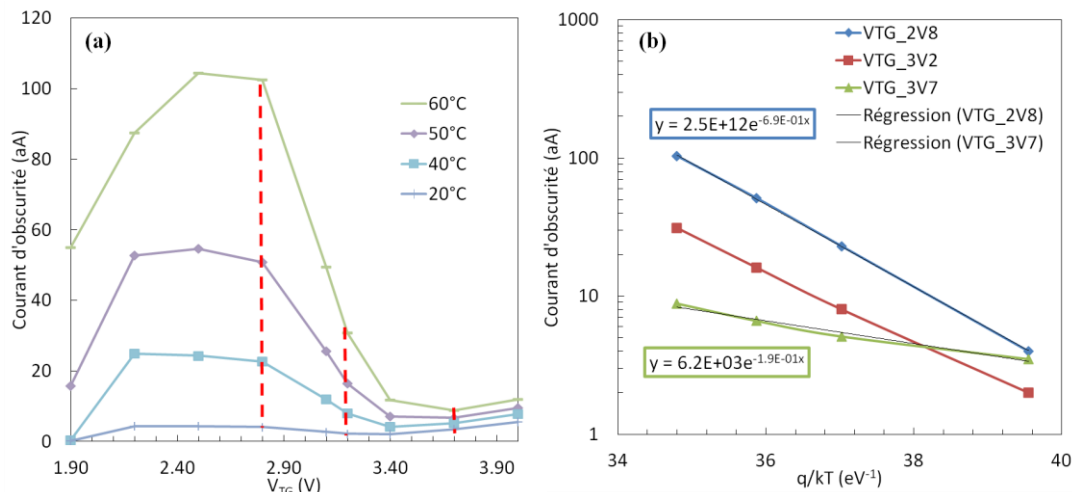 (a)
120
100
80
60
40
20
0
Courant d'obscurité (aA)
1.90
2.40
2.90
3.40
3.90
V_TG (V)
60°C
50°C
40°C
20°C
(b)
1000
100
10
1
Courant d'obscurité (aA)
34
36
38
40
q/kT (eV⁻¹)
VTG_2V8
VTG_3V2
VTG_3V7
Régression (VTG_2V8)
Régression (VTG_3V7)
y = 2.5E+12e^-6.9E-01x
y = 6.2E+03e^-1.9E-01x